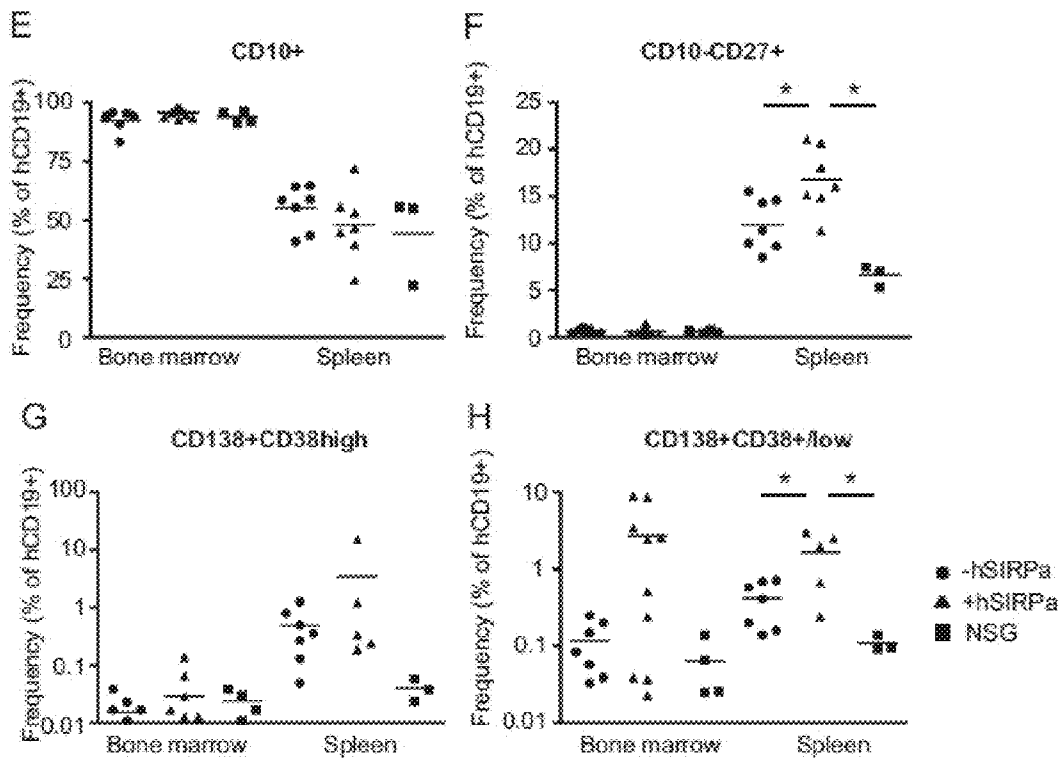 E
CD10+
Frequency (% of hCD19+)
100
75
50
25
0
Bone marrow
Spleen
F
CD10-CD27+
* *
Frequency (% of hCD19+)
25
20
15
10
5
0
Bone marrow
Spleen
G
CD138+CD38high
Frequency (% of hCD19+)
100
10
1
0.1
0.01
Bone marrow
Spleen
H
CD138+CD38+/low
* *
Frequency (% of hCD19+)
10
1
0.1
0.01
Bone marrow
Spleen
-hSIRPa
+hSIRPa
NSG